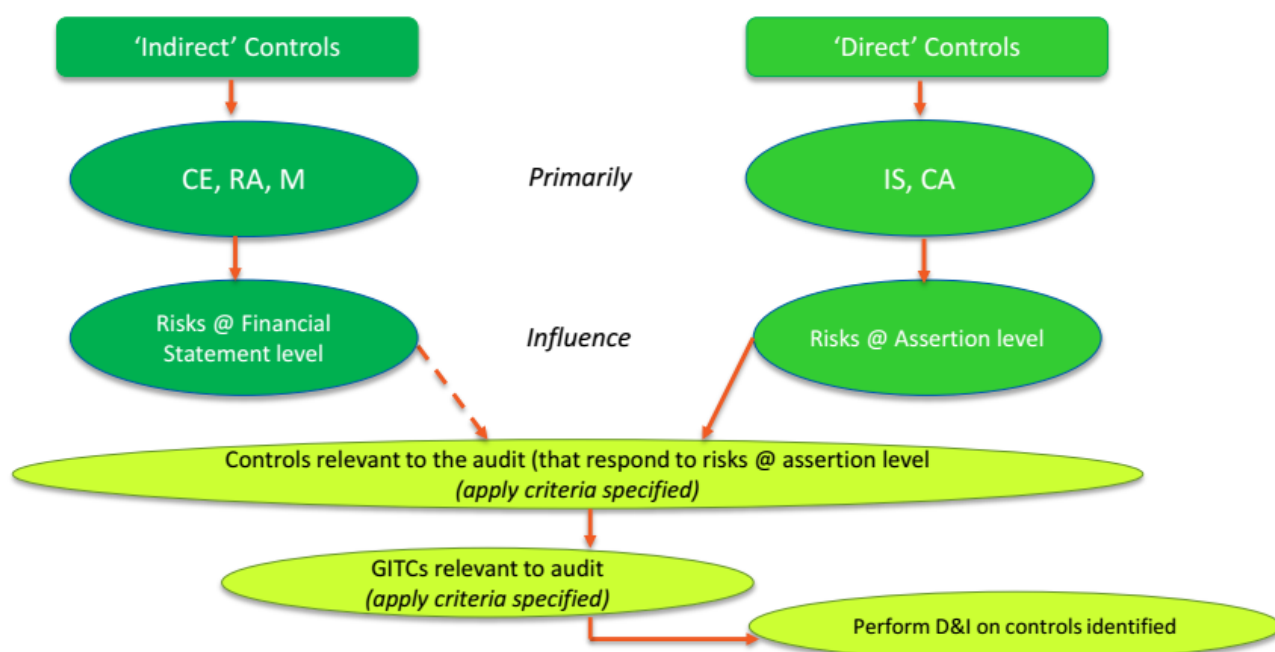 ‘Indirect’ Controls
‘Direct’ Controls
CE, RA, M
Primarily
IS, CA
Risks @ Financial
Statement level
Influence
Risks @ Assertion level
Controls relevant to the audit (that respond to risks @ assertion level
(apply criteria specified)
GITCs relevant to audit
(apply criteria specified)
Perform D&I on controls identified